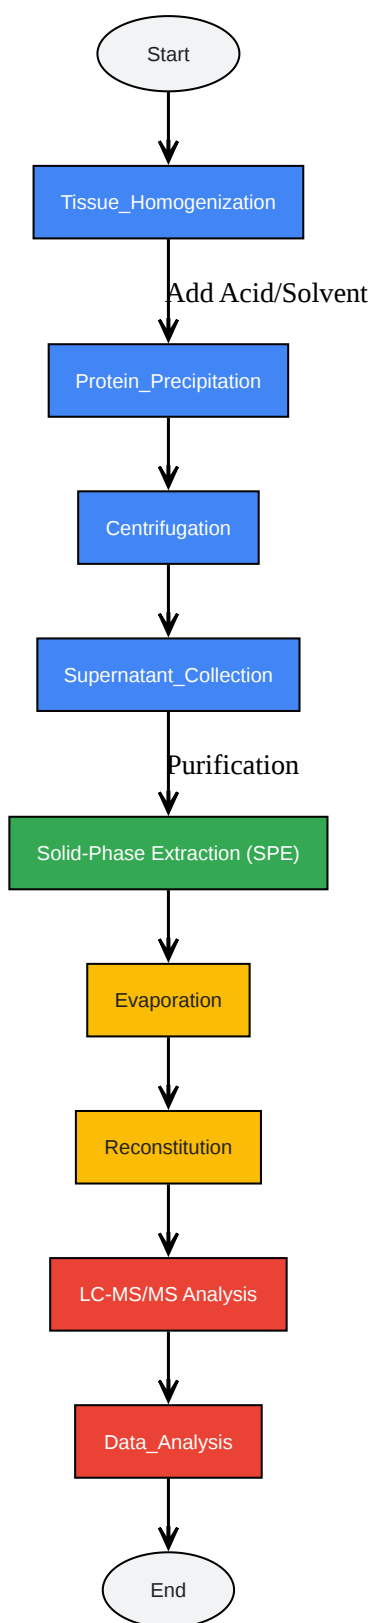 Start
Tissue_Homogenization
Add Acid/Solvent
Protein_Precipitation
Centrifugation
Supernatant_Collection
Purification
Solid-Phase Extraction (SPE)
Evaporation
Reconstitution
LC-MS/MS Analysis
Data_Analysis
End